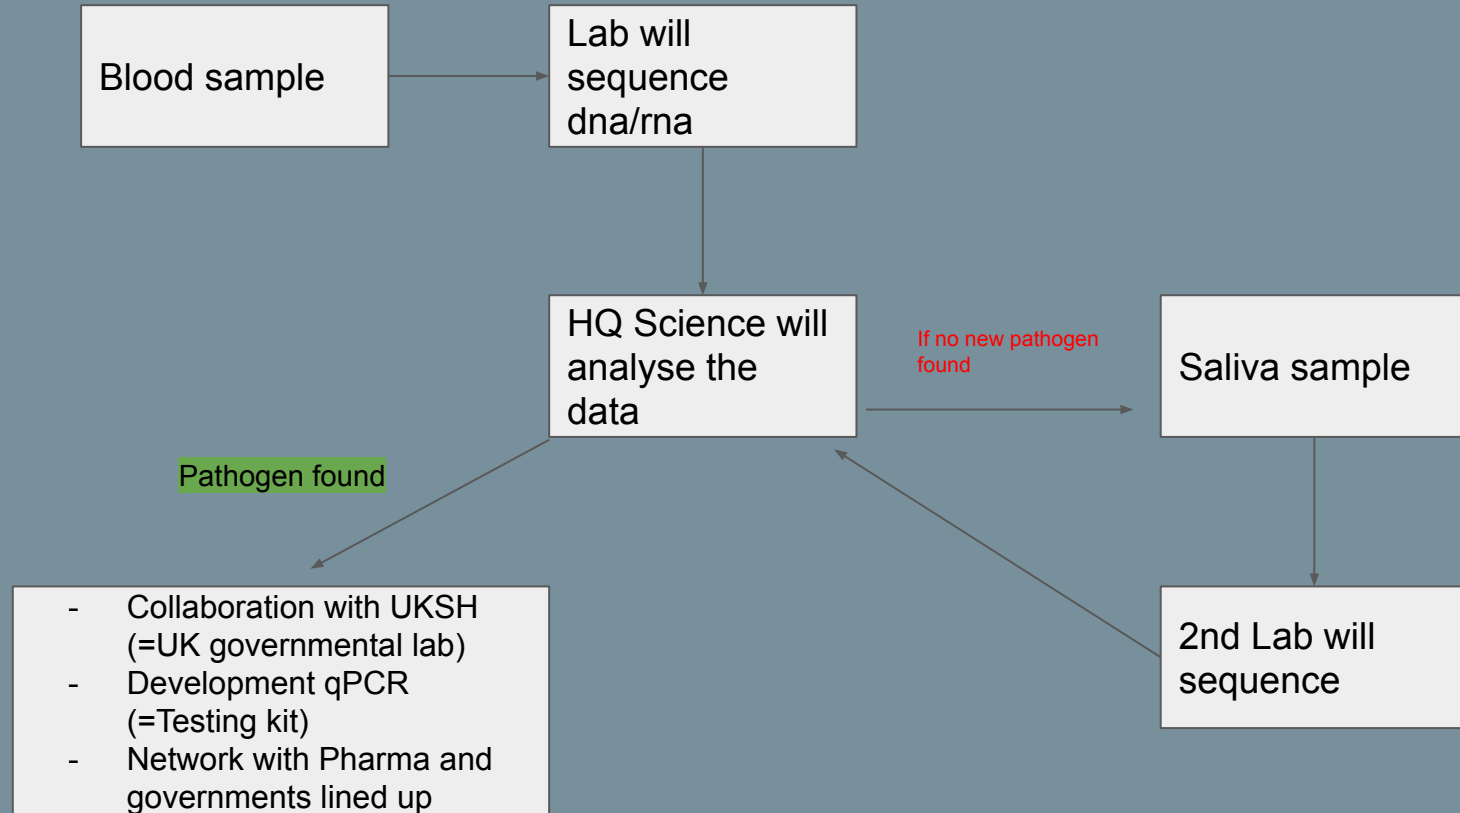 Blood sample
Lab will
sequence
dna/rna
HQ Science will
analyse the
data
If no new pathogen
found
Saliva sample
Pathogen found
2nd Lab will
sequence
- Collaboration with UKSH
(=UK governmental lab)
- Development qPCR
(=Testing kit)
- Network with Pharma and
governments lined up